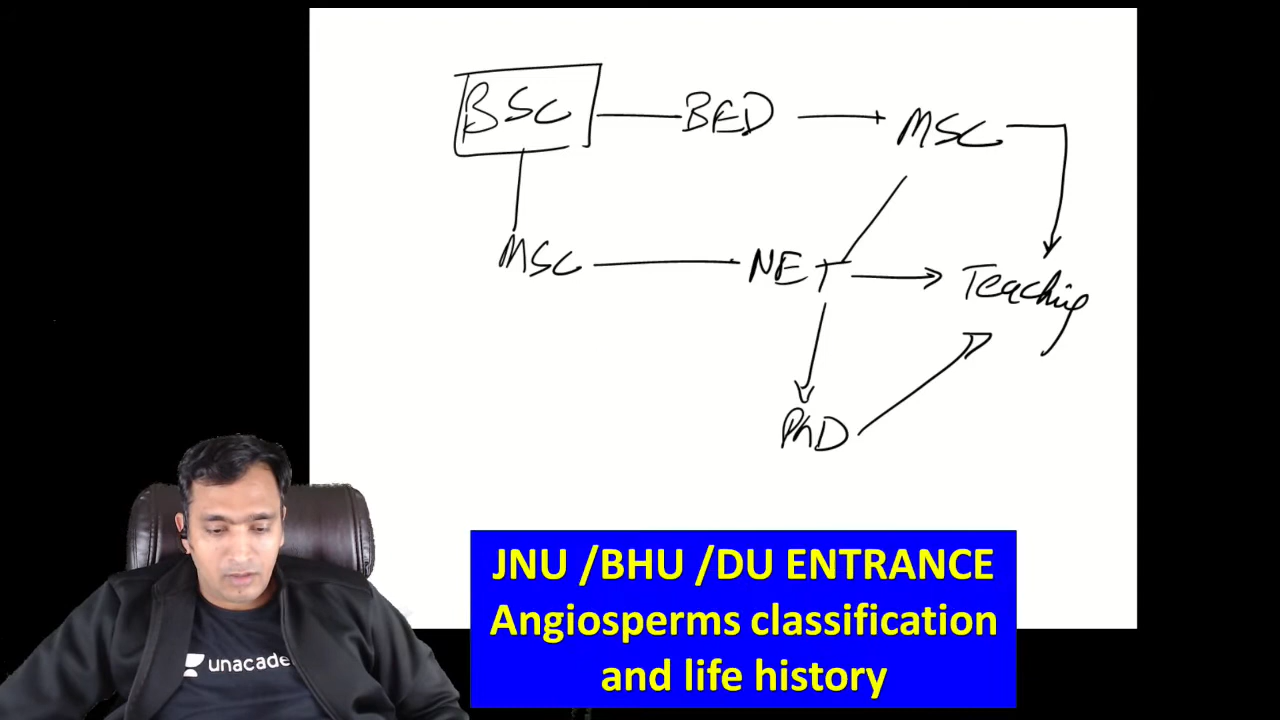 BSC BED MSC
MSC NET Teaching
PhD
unacade
JNU /BHU /DU ENTRANCE
Angiosperms classification
and life history